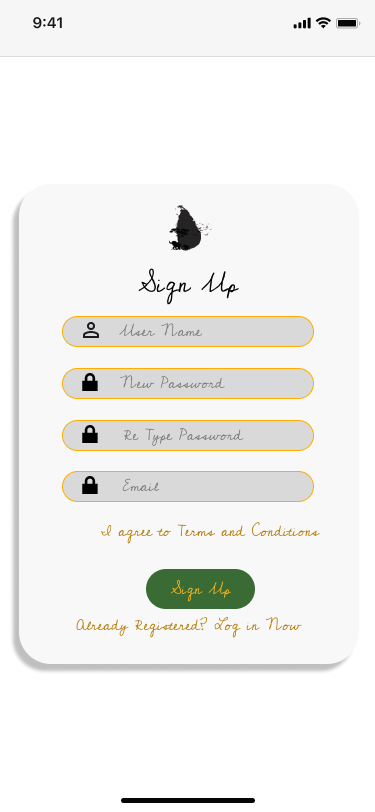 9:41
Sign Up
User Name
New Password
Re Type Password
Email
I agree to Terms and Conditions
Sign Up
Already Registered? Log in Now